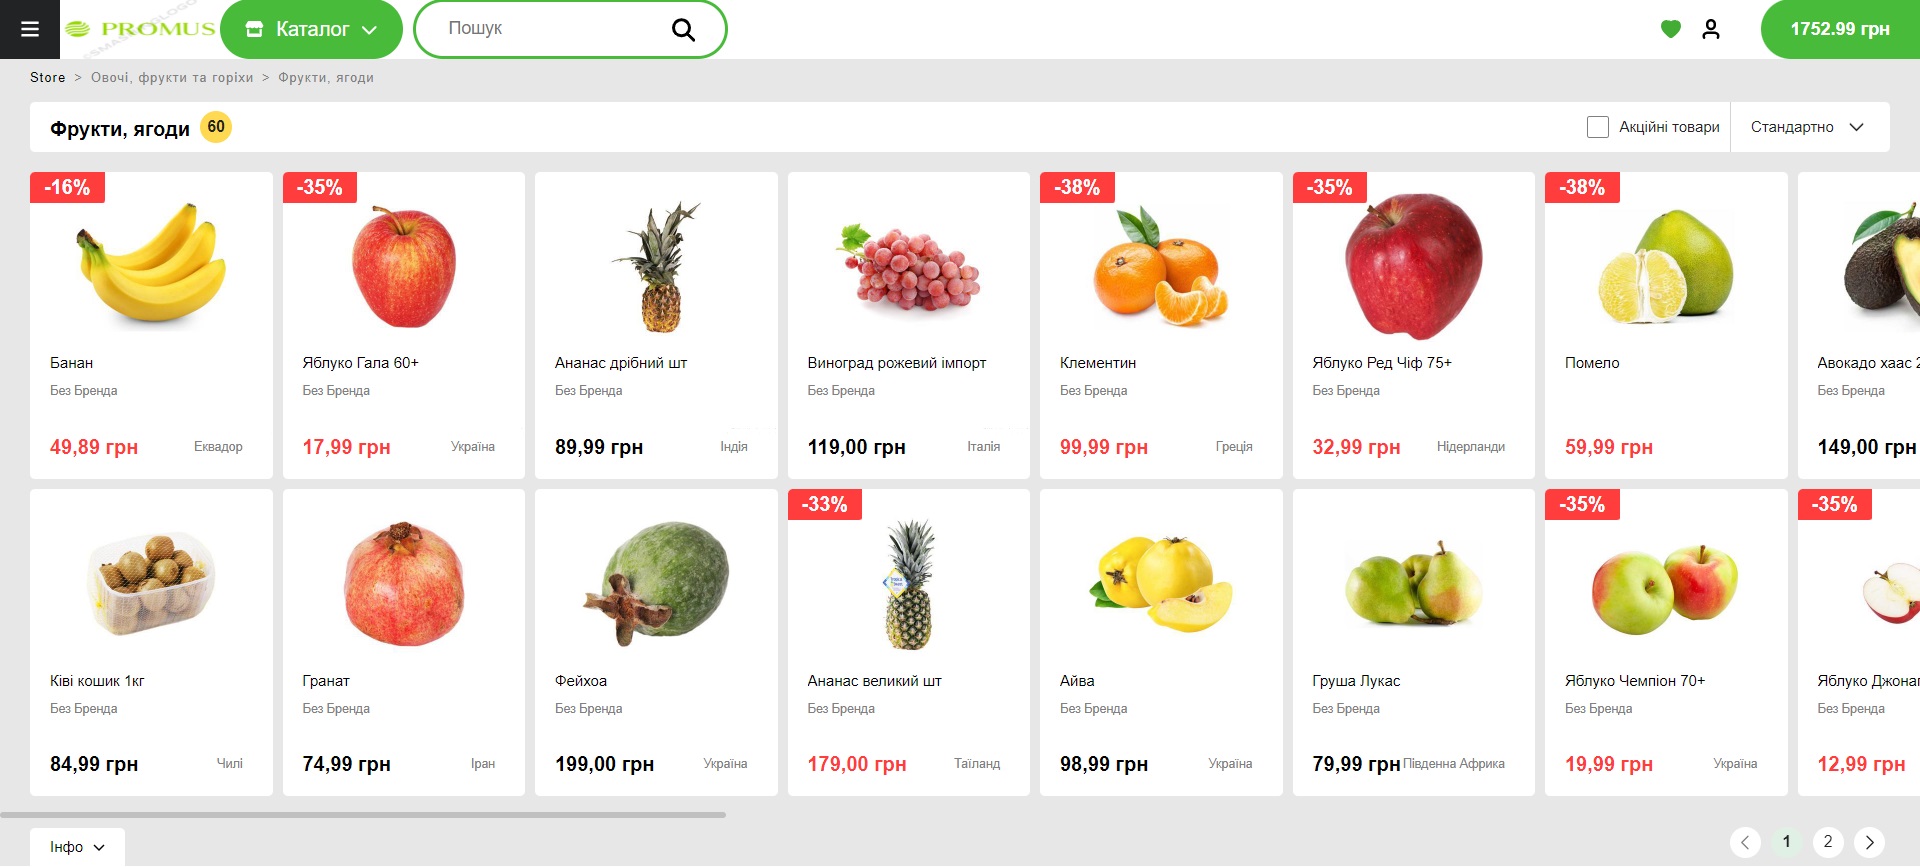 PROMUS
Каталог
Пошук
1752.99 грн
Store > Овочі, фрукти та горіхи > Фрукти, ягоди
Фрукти, ягоди 60
Акційні товари
Стандартно
-16%
-35%
-38%
-35%
-38%
Банан
Без Бренда
49,89 грн
Еквадор
Яблуко Гала 60+
Без Бренда
17,99 грн
Україна
Ананас дрібний шт
Без Бренда
89,99 грн
Індія
Виноград рожевий імпорт
Без Бренда
119,00 грн
Італія
Клементин
Без Бренда
99,99 грн
Греція
Яблуко Ред Чіф 75+
Без Бренда
32,99 грн
Нідерланди
Помело
59,99 грн
Авокадо хаас 2
Без Бренда
149,00 грн
-33%
-35%
-35%
Ківі кошик 1кг
Без Бренда
84,99 грн
Чилі
Гранат
Без Бренда
74,99 грн
Іран
Фейхоа
Без Бренда
199,00 грн
Україна
Ананас великий шт
Без Бренда
179,00 грн
Таїланд
Айва
Без Бренда
98,99 грн
Україна
Груша Лукас
Без Бренда
79,99 грн
Південна Африка
Яблуко Чемпіон 70+
Без Бренда
19,99 грн
Україна
Яблуко Джонаг
Без Бренда
12,99 грн
Інфо
1
2